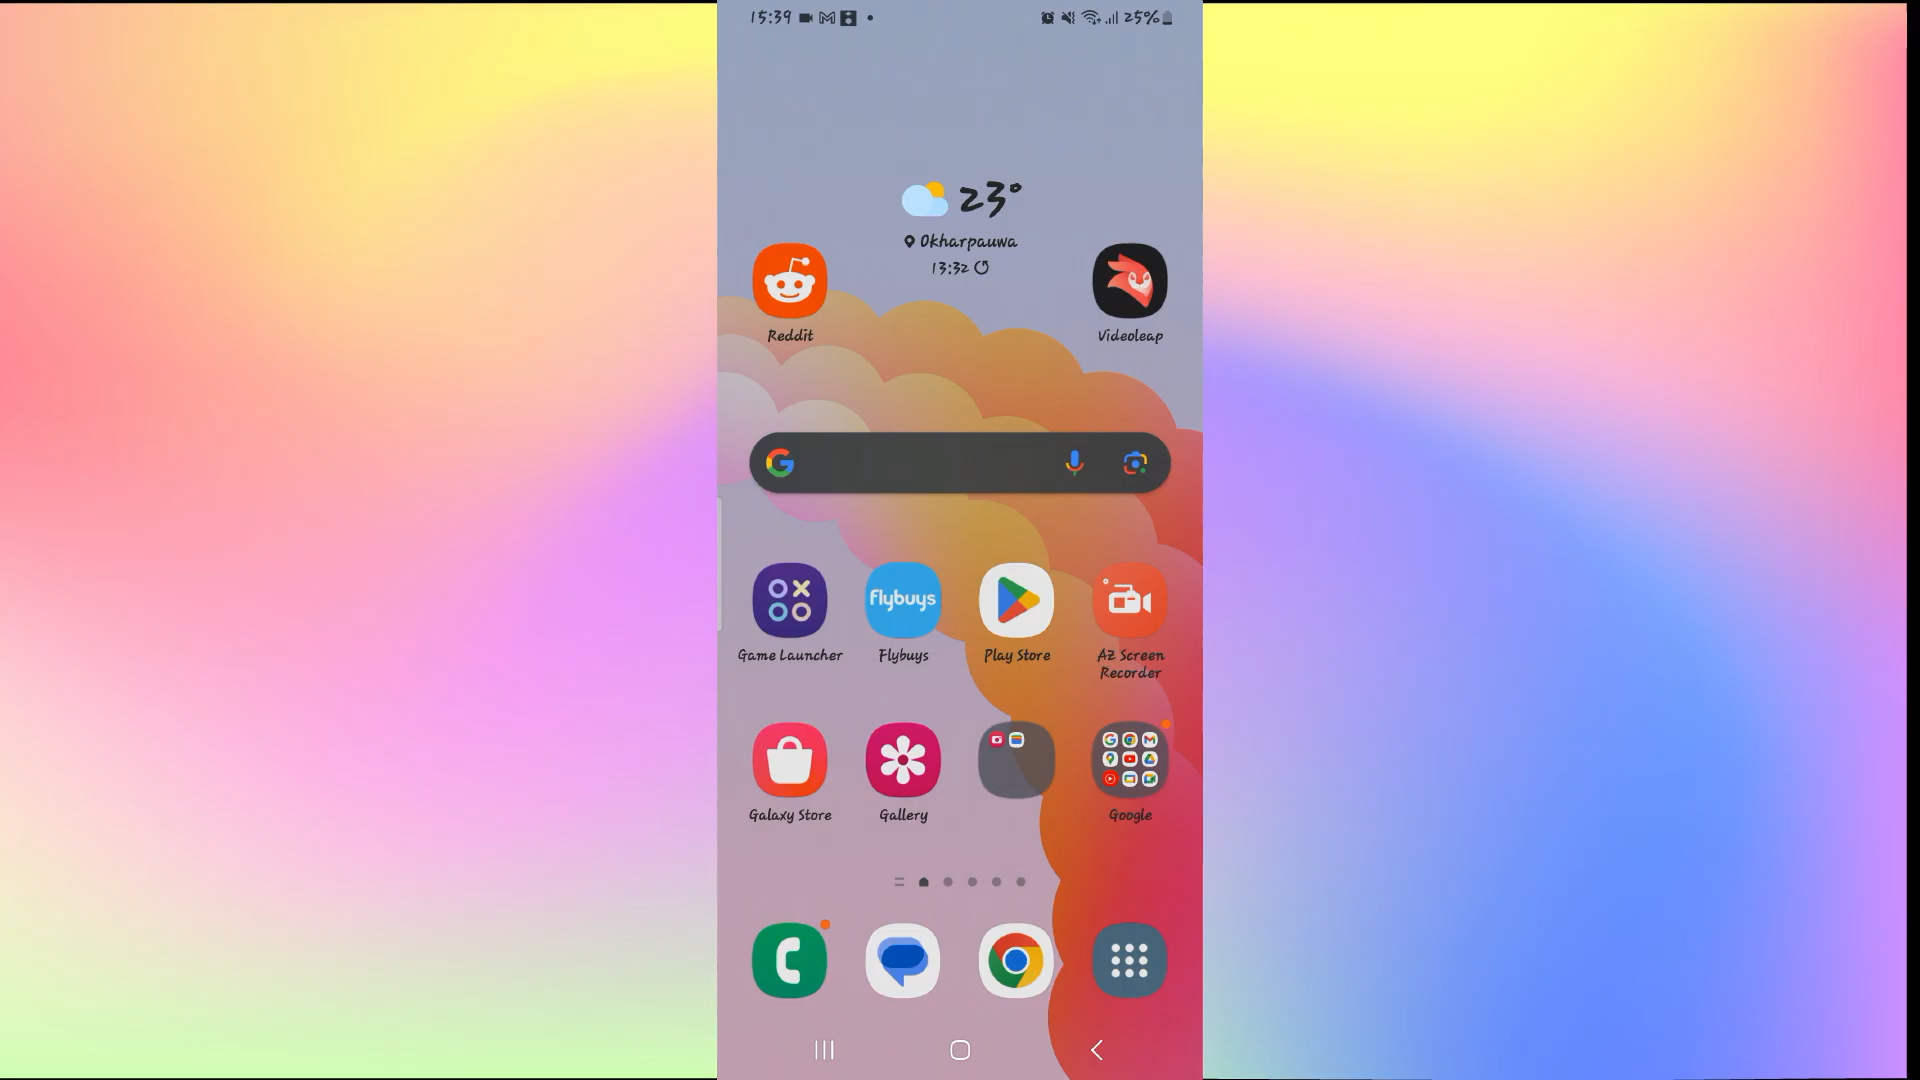 15:39
25%
23°
Okharpauwa
13:32
Reddit
Videoleap
flybuys
Game Launcher
Flybuys
Play Store
AZ Screen
Recorder
Galaxy Store
Gallery
Google